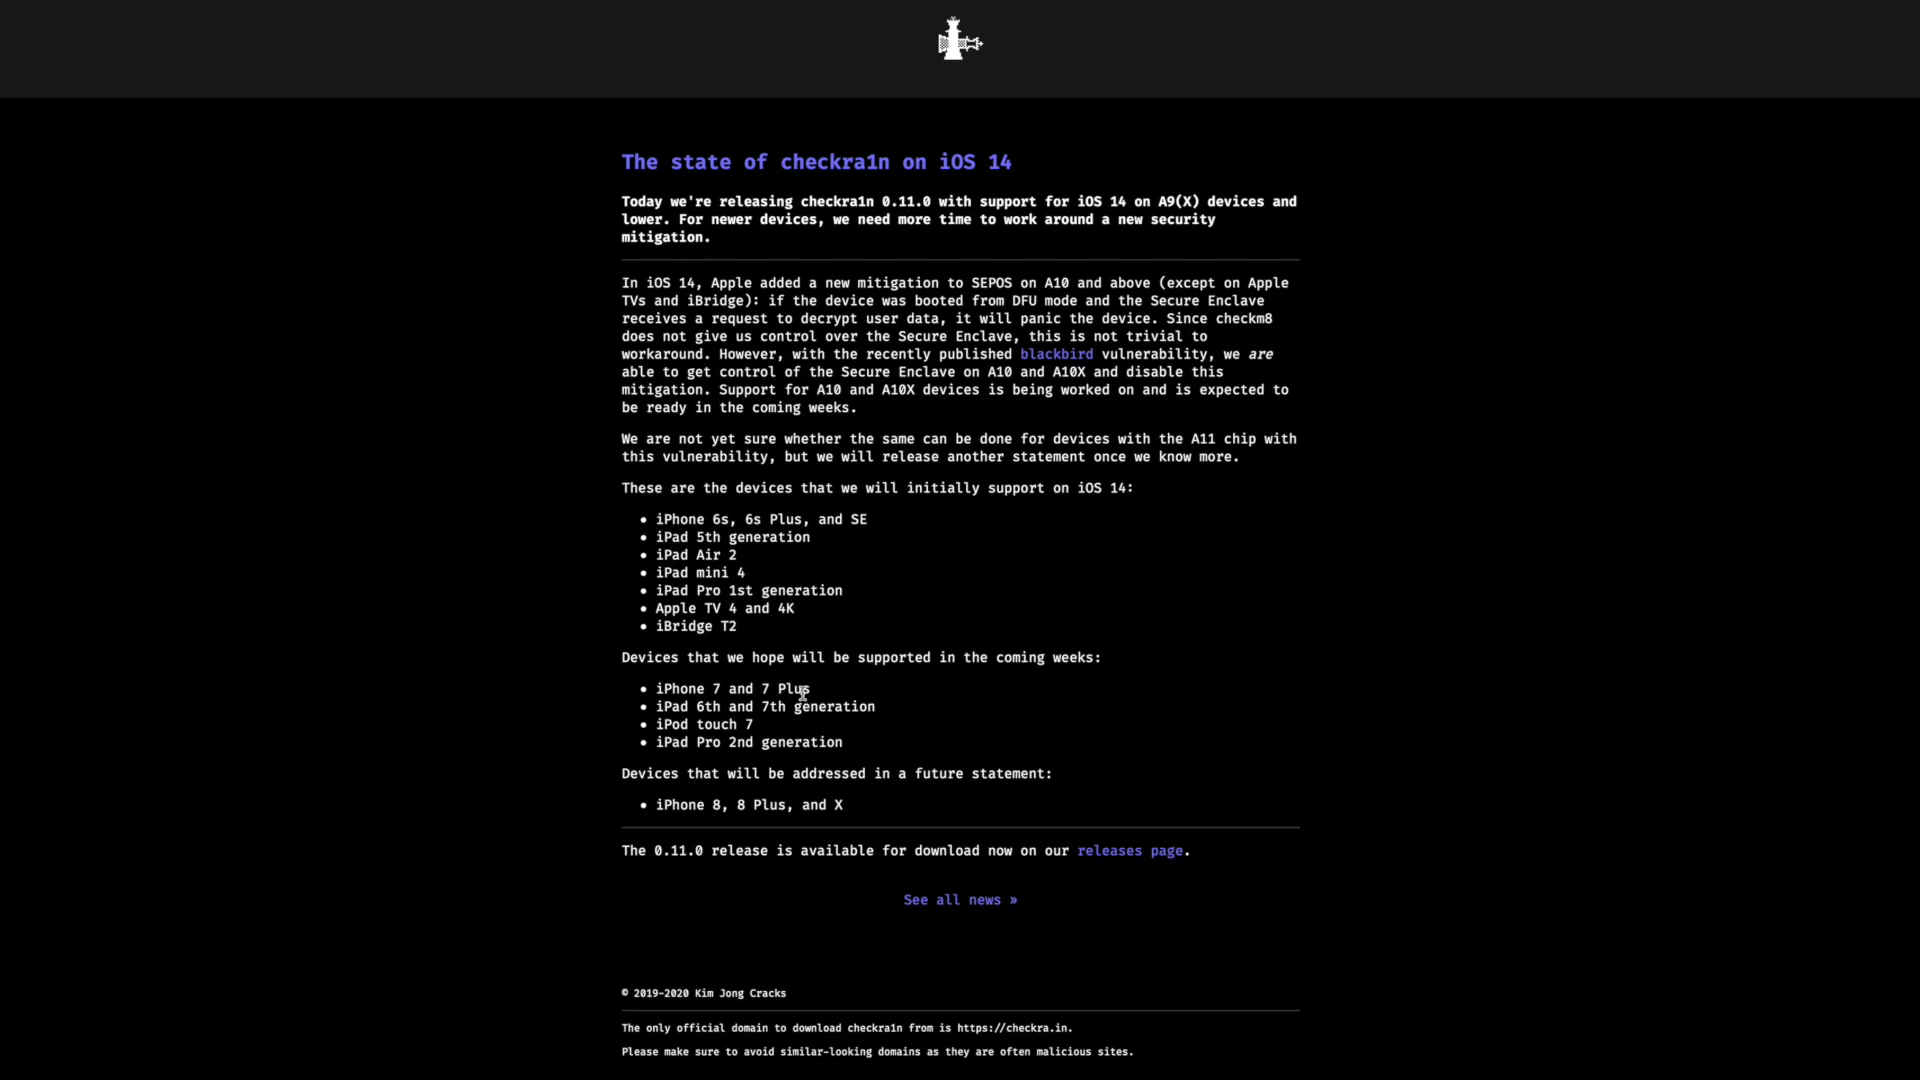 The state of checkra1n on iOS 14
Today we're releasing checkra1n 0.11.0 with support for iOS 14 on A9(X) devices and
lower. For newer devices, we need more time to work around a new security
mitigation.
In iOS 14, Apple added a new mitigation to SEPOS on A10 and above (except on Apple
TVs and iBridge): if the device was booted from DFU mode and the Secure Enclave
receives a request to decrypt user data, it will panic the device. Since checkm8
does not give us control over the Secure Enclave, this is not trivial to
workaround. However, with the recently published blackbird vulnerability, we are
able to get control of the Secure Enclave on A10 and A10X and disable this
mitigation. Support for A10 and A10X devices is being worked on and is expected to
be ready in the coming weeks.
We are not yet sure whether the same can be done for devices with the A11 chip with
this vulnerability, but we will release another statement once we know more.
These are the devices that we will initially support on iOS 14:
• iPhone 6s, 6s Plus, and SE
• iPad 5th generation
• iPad Air 2
• iPad mini 4
• iPad Pro 1st generation
• Apple TV 4 and 4K
• iBridge T2
Devices that we hope will be supported in the coming weeks:
• iPhone 7 and 7 Plus
• iPad 6th and 7th generation
• iPod touch 7
• iPad Pro 2nd generation
Devices that will be addressed in a future statement:
• iPhone 8, 8 Plus, and X
The 0.11.0 release is available for download now on our releases page.
See all news »
© 2019-2020 Kim Jong Cracks
The only official domain to download checkra1n from is https://checkra.in.
Please make sure to avoid similar-looking domains as they are often malicious sites.